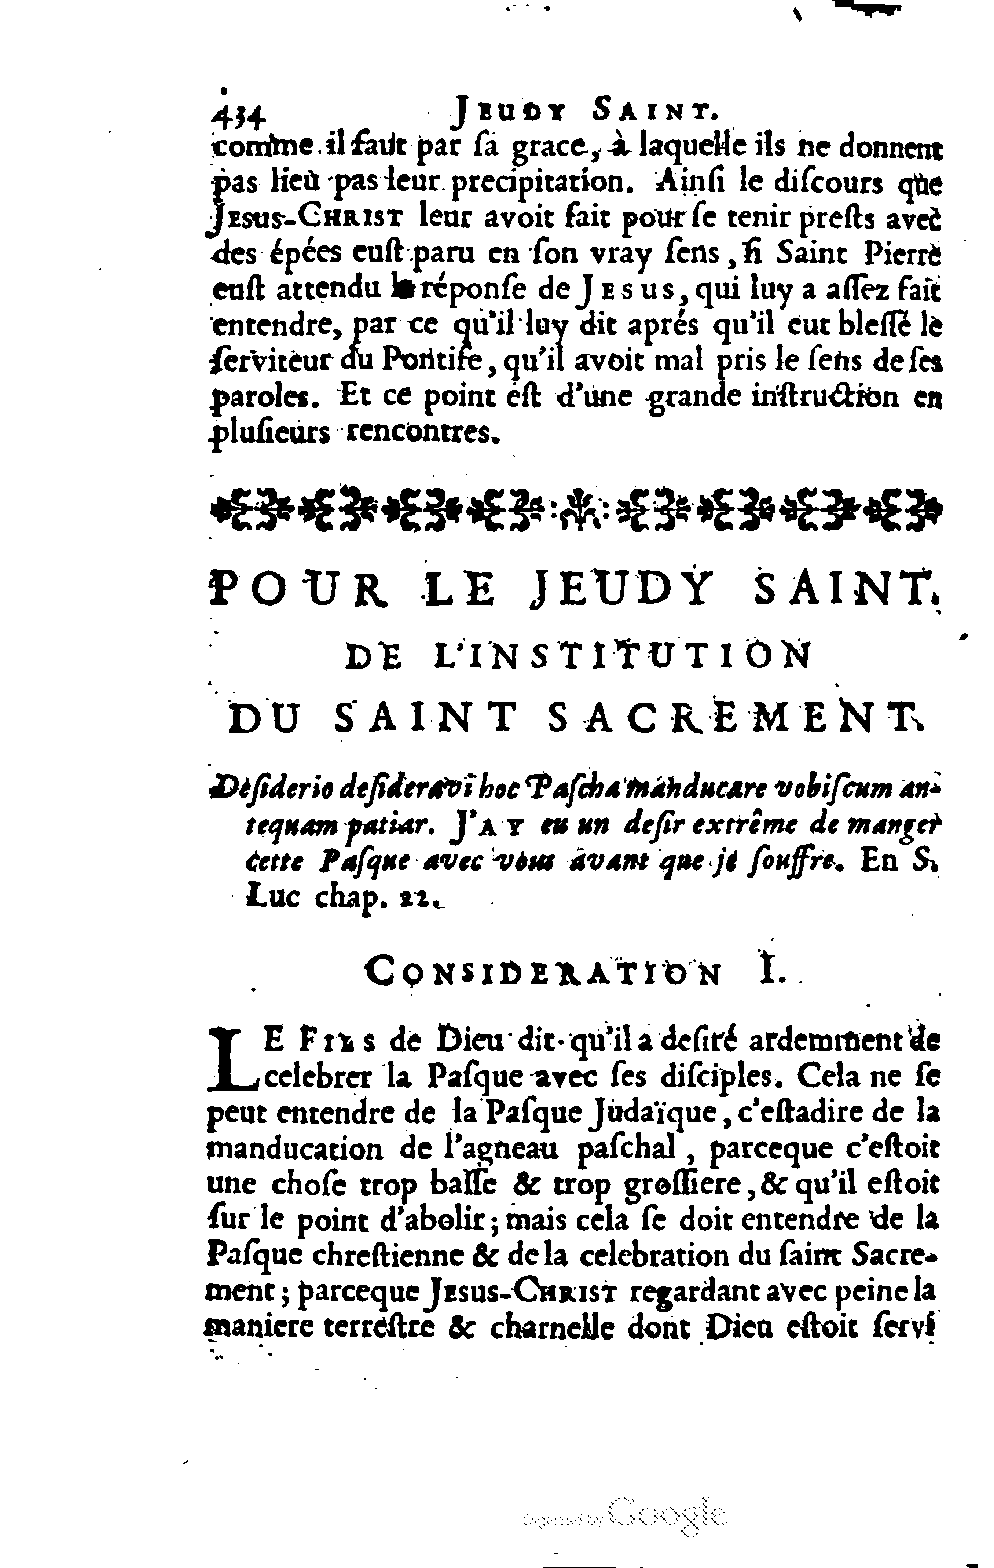 434 JEUDY SAINT.
comme il faut par ſa grace, à laquelle ils ne donnent
pas lieu pas leur precipitation. Ainſi le diſcours que
JESUS-CHRIST leur avoit fait pour ſe tenir preſts avec
des épées euſt paru en ſon vray ſens, ſi Saint Pierre
euſt attendu la réponſe de JESUS, qui luy a aſſez fait
entendre, par ce qu'il luy dit aprés qu'il eut bleſſé le
ſerviteur du Pontife, qu'il avoit mal pris le ſens de ſes
paroles. Et ce point eſt d'une grande inſtruction en
pluſieurs rencontres.
POUR LE JEUDY SAINT.
DE L'INSTITUTION
DU SAINT SACREMENT.
Deſiderio deſideravi hoc Paſcha manducare vobiſcum an-
tequam patiar. J'AY eu un deſir extrême de manger
cette Paſque avec vous avant que je ſouffre. En S.
Luc chap. 22.
CONSIDERATION I.
LE FILS de Dieu dit qu'il a deſiré ardemment de
celebrer la Paſque avec ſes diſciples. Cela ne ſe
peut entendre de la Paſque Judaïque, c'eſtadire de la
manducation de l'agneau paſchal, parceque c'eſtoit
une choſe trop baſſe & trop groſſiere, & qu'il eſtoit
ſur le point d'abolir; mais cela ſe doit entendre de la
Paſque chreſtienne & de la celebration du ſaint Sacre-
ment; parceque JESUS-CHRIST regardant avec peine la
maniere terreſtre & charnelle dont Dieu eſtoit ſervi
Digitized by Google